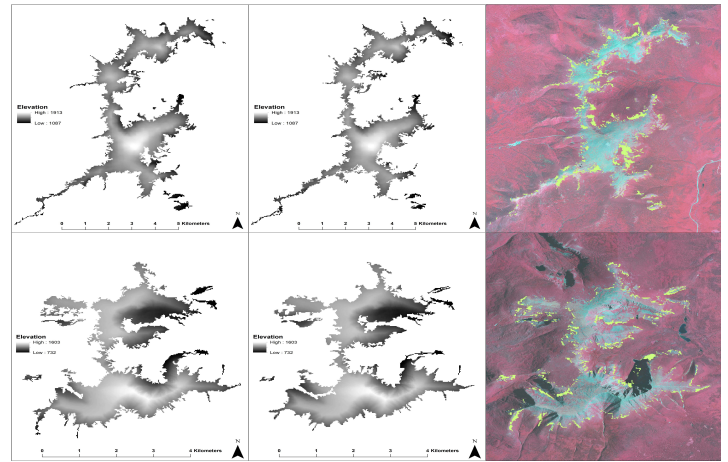 Elevation
High : 1913
Low : 1087
0 1 2 3 4 5 Kilometers
N
Elevation
High : 1913
Low : 1087
0 1 2 3 4 5 Kilometers
N
Elevation
High : 1603
Low : 732
0 1 2 3 4 Kilometers
N
Elevation
High : 1603
Low : 732
0 1 2 3 4 Kilometers
N